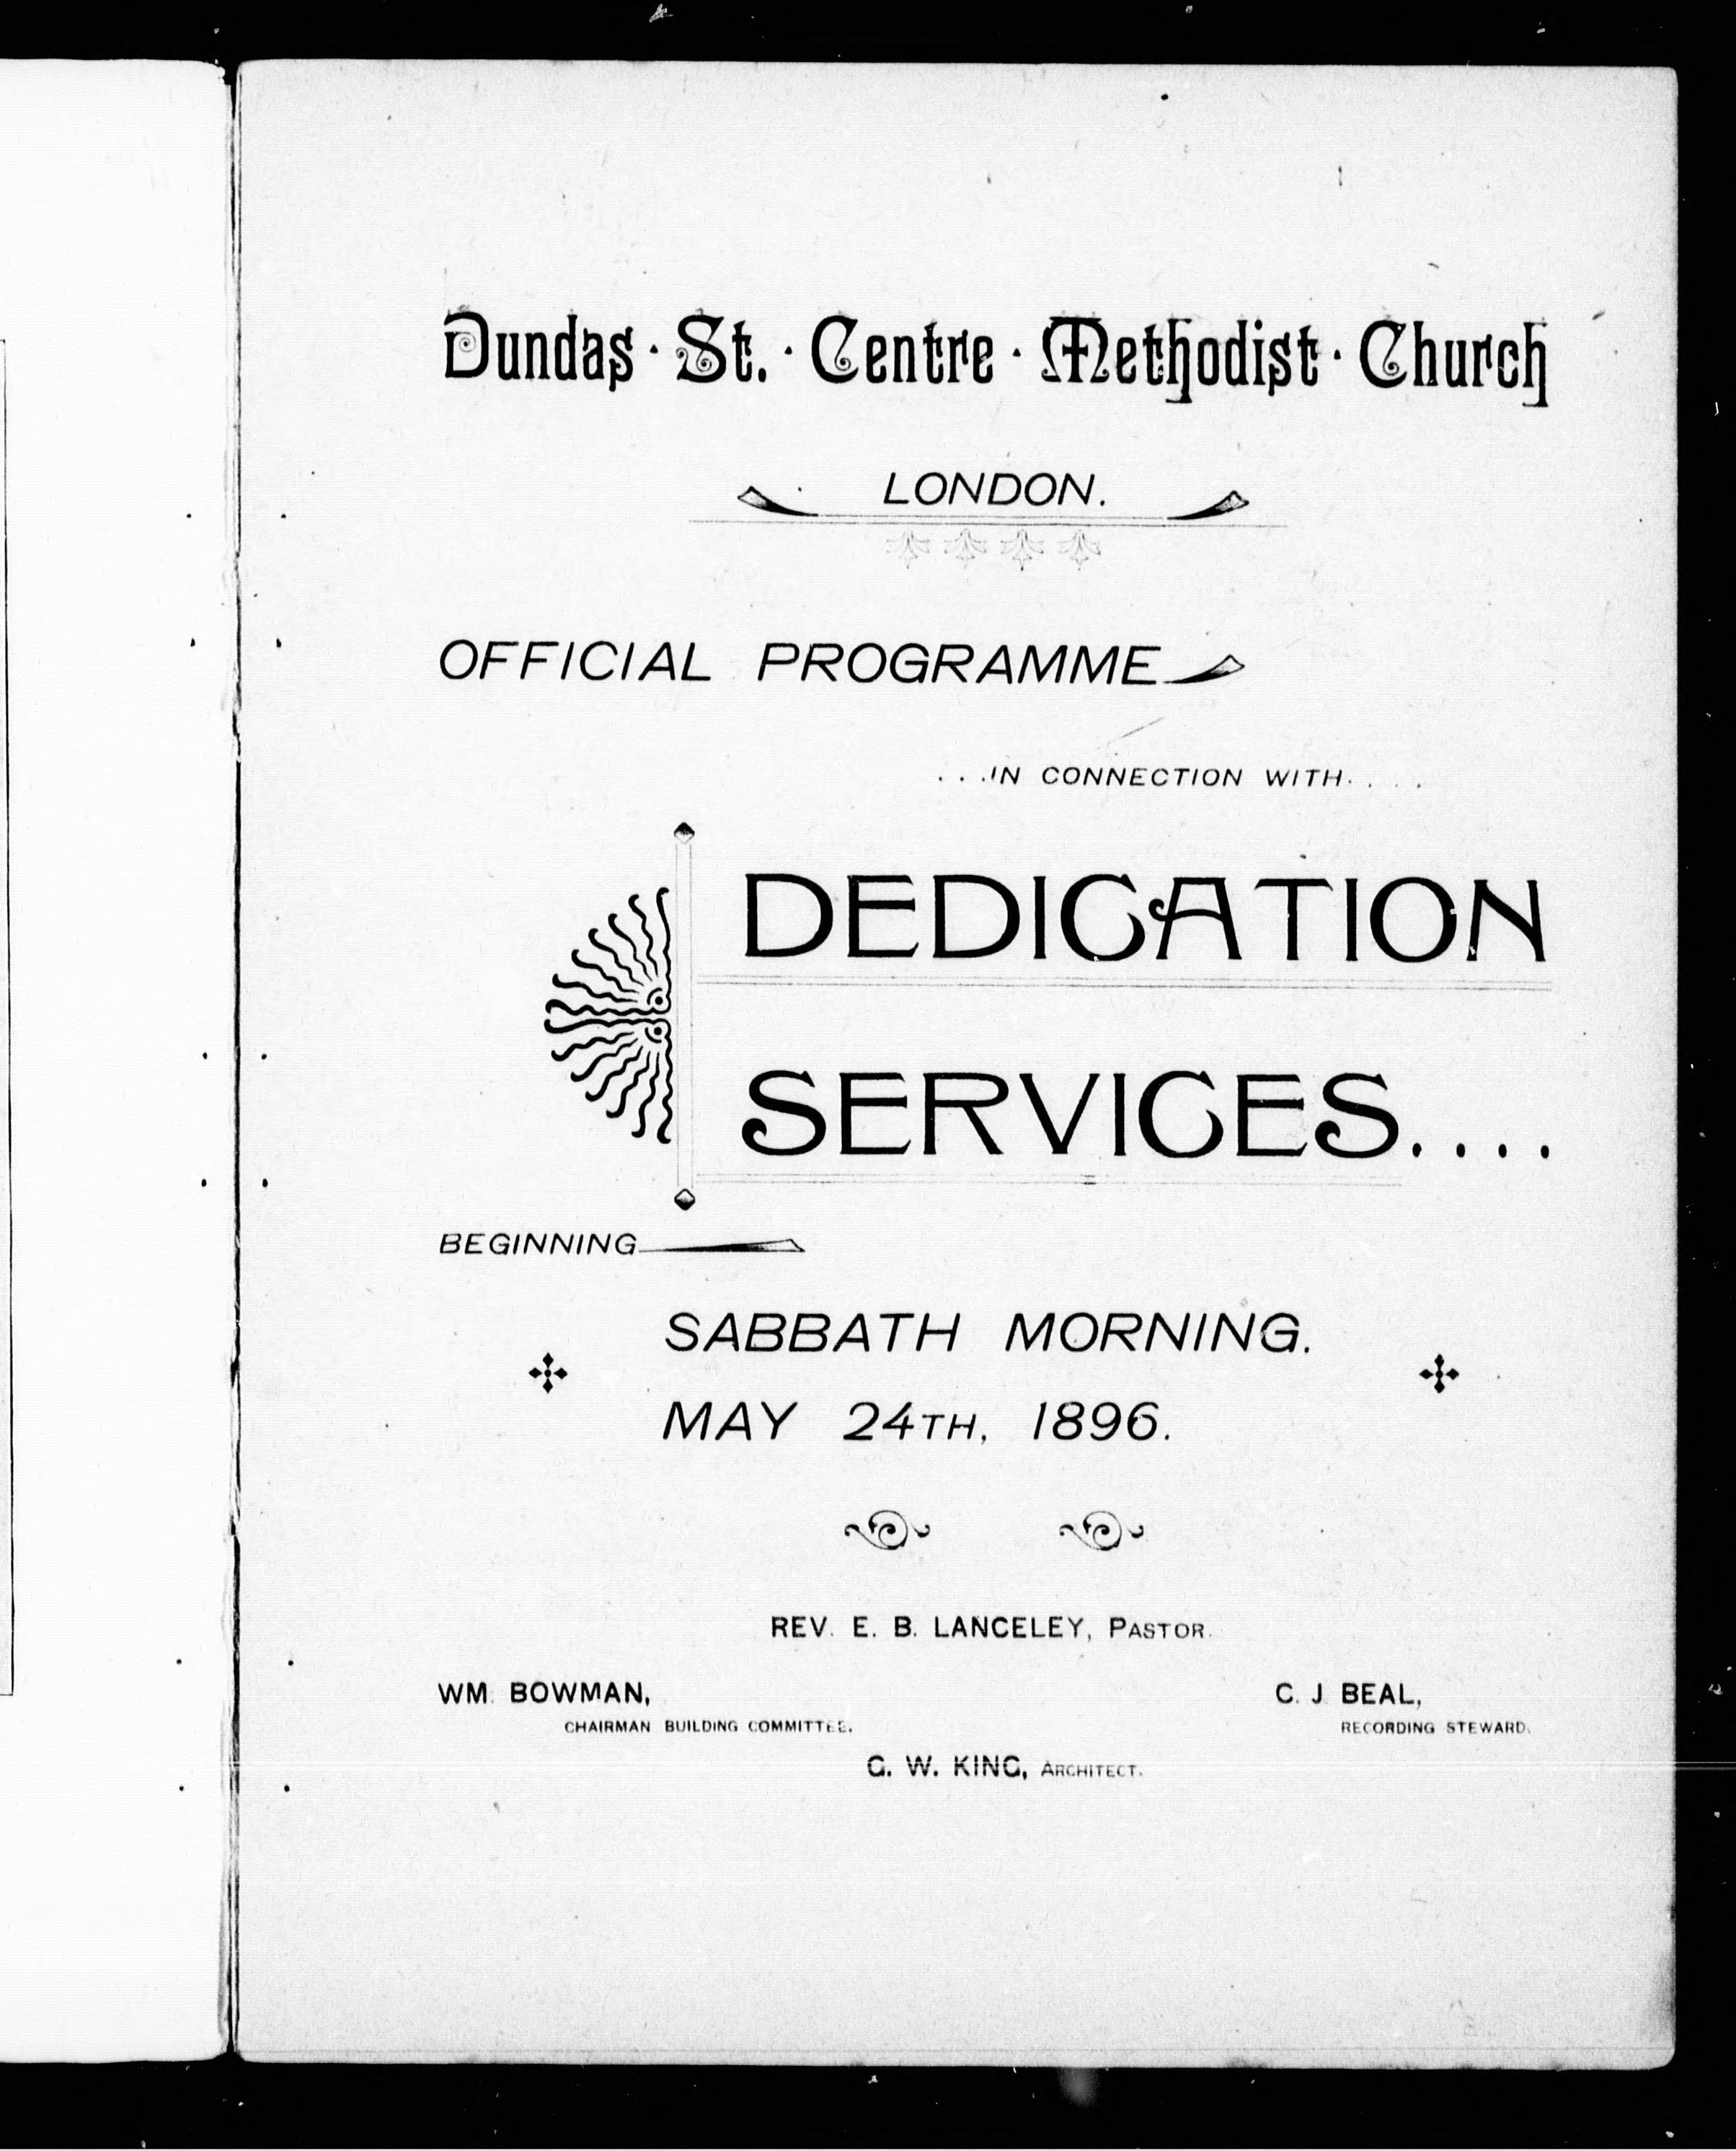 Dundas · St. · Centre · Methodist · Church
LONDON.
OFFICIAL PROGRAMME
. . .IN CONNECTION WITH. . . .
DEDICATION
SERVICES....
BEGINNING
SABBATH MORNING.
MAY 24TH, 1896.
REV. E. B. LANCELEY, PASTOR.
WM. BOWMAN,
CHAIRMAN BUILDING COMMITTEE.
C. J. BEAL,
RECORDING STEWARD.
G. W. KING, ARCHITECT.